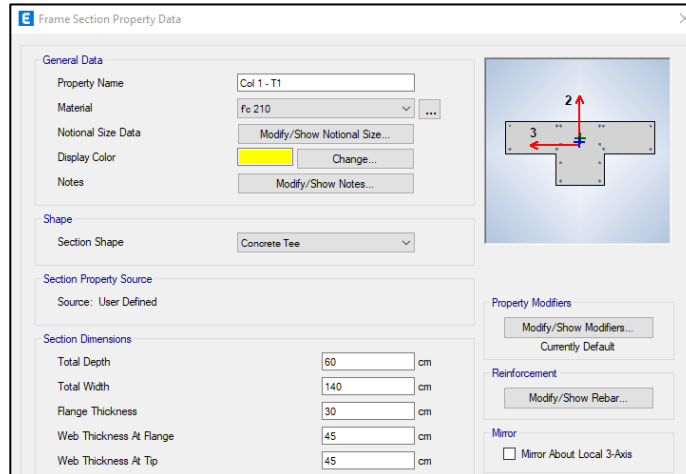 E Frame Section Property Data
General Data
Property Name Col 1 - T1
Material f'c 210 ...
Notional Size Data Modify/Show Notional Size...
Display Color Change...
Notes Modify/Show Notes...
2
3
Shape
Section Shape Concrete Tee
Section Property Source
Source: User Defined
Property Modifiers
Modify/Show Modifiers...
Currently Default
Section Dimensions
Total Depth 60 cm
Total Width 140 cm
Flange Thickness 30 cm
Web Thickness At Flange 45 cm
Web Thickness At Tip 45 cm
Reinforcement
Modify/Show Rebar...
Mirror
Mirror About Local 3-Axis